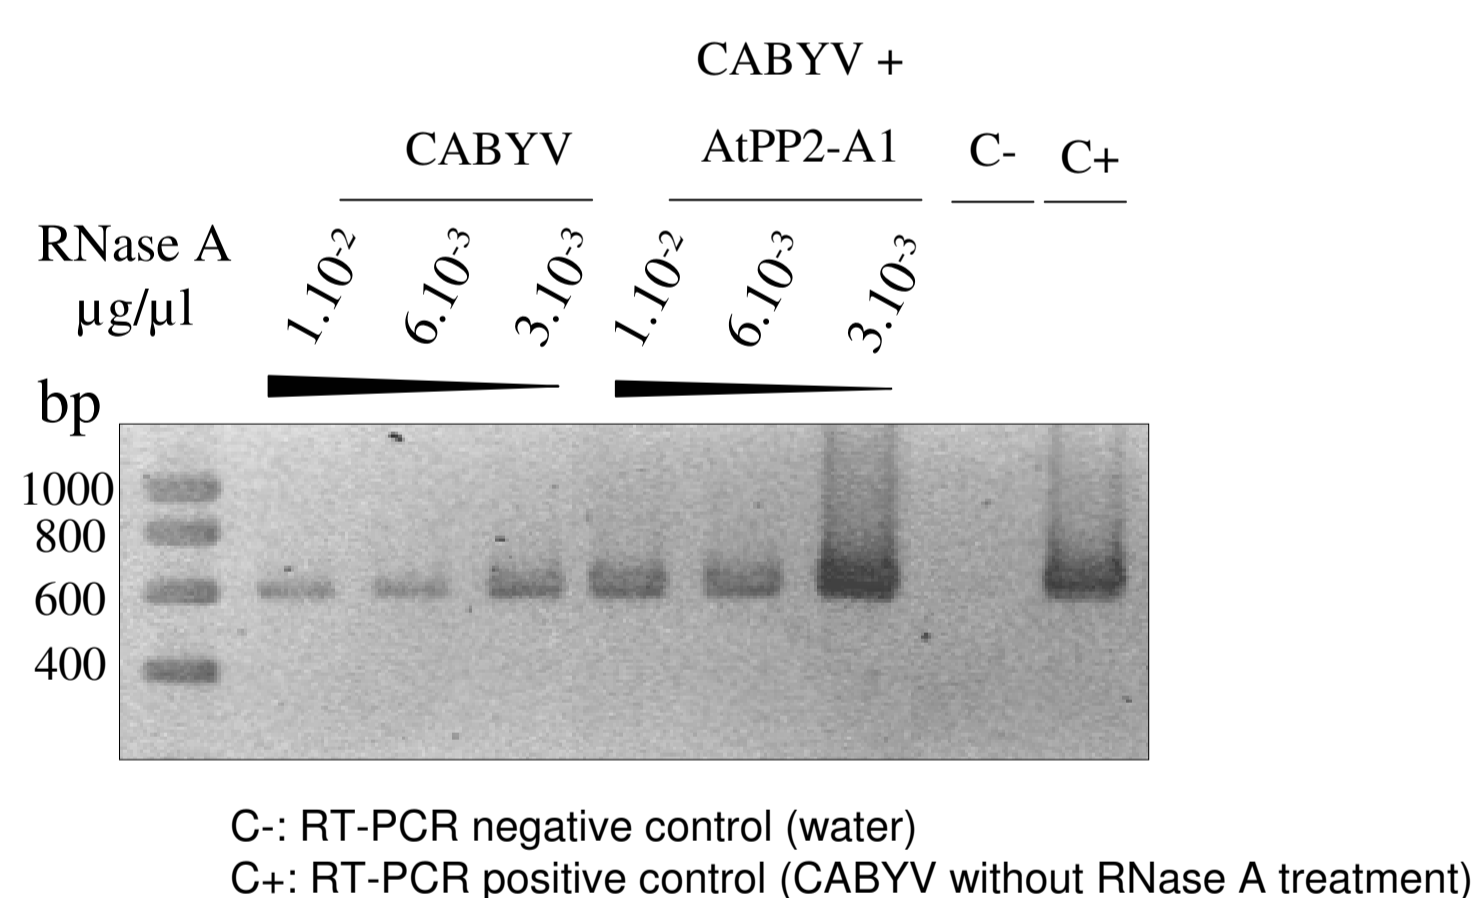 CABYV +
CABYV AtPP2-A1 C- C+
RNase A
µg/µl
1.10-2 6.10-3 3.10-3 1.10-2 6.10-3 3.10-3
bp
1000
800
600
400
C-: RT-PCR negative control (water)
C+: RT-PCR positive control (CABYV without RNase A treatment)